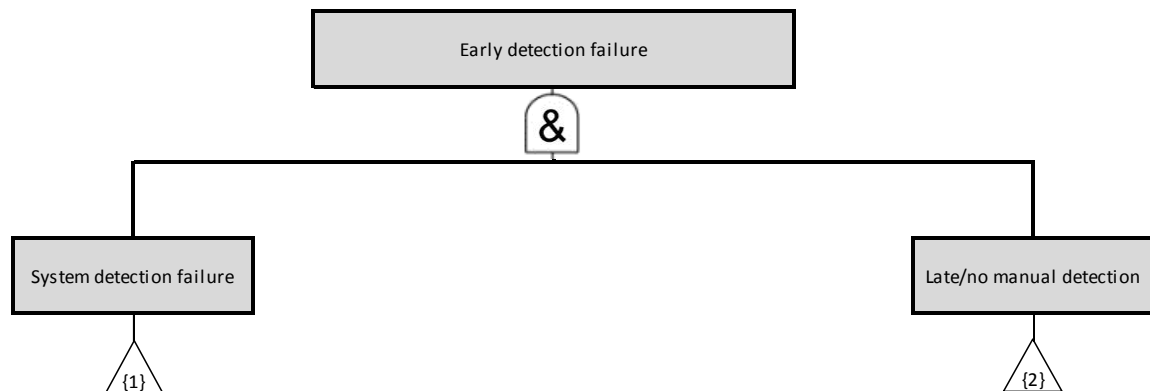 Early detection failure
&
System detection failure
Late/no manual detection
{1}
{2}